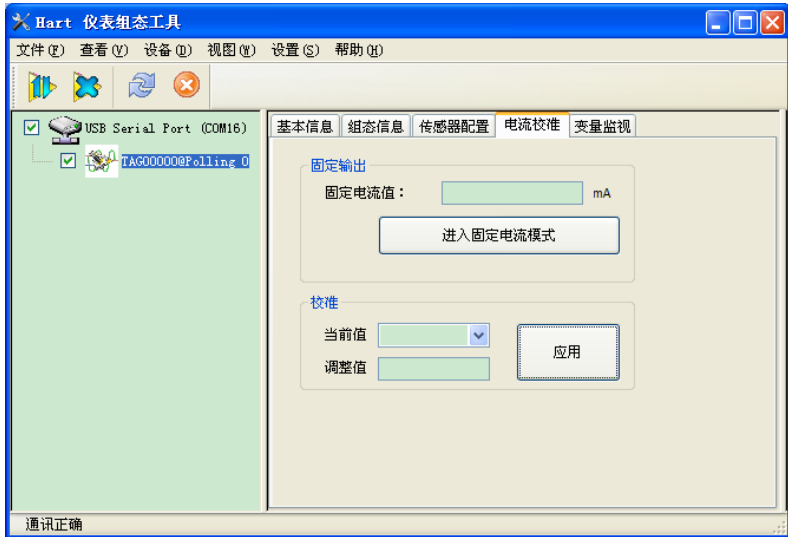 Hart 仪表组态工具
文件(F) 查看(V) 设备(D) 视图(W) 设置(S) 帮助(H)
USB Serial Port (COM16)
TAG00000@Polling 0
基本信息 组态信息 传感器配置 电流校准 变量监视
固定输出
固定电流值： mA
进入固定电流模式
校准
当前值
调整值
应用
通讯正确